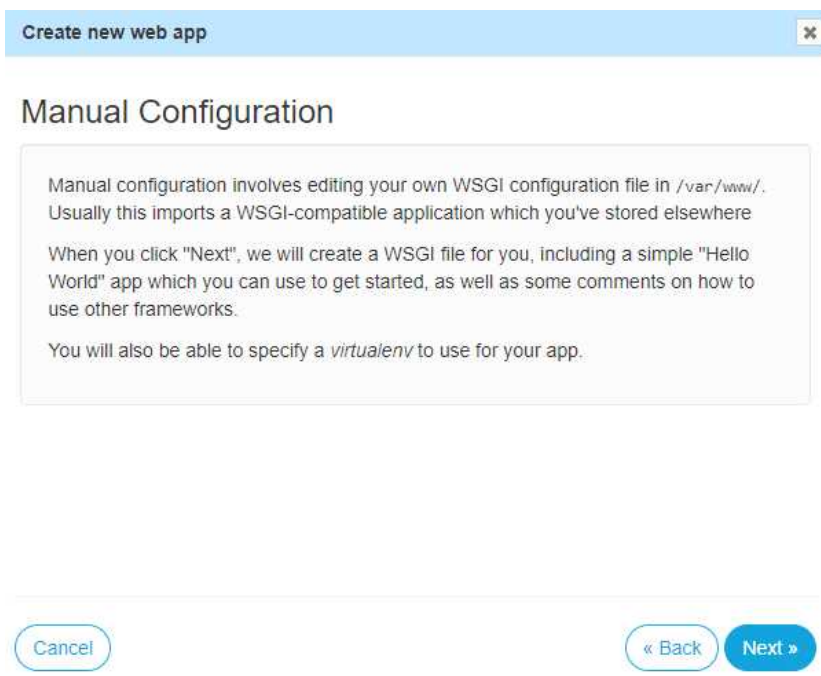 Create new web app
Manual Configuration
Manual configuration involves editing your own WSGI configuration file in /var/www/.
Usually this imports a WSGI-compatible application which you've stored elsewhere
When you click "Next", we will create a WSGI file for you, including a simple "Hello
World" app which you can use to get started, as well as some comments on how to
use other frameworks.
You will also be able to specify a virtualenv to use for your app.
Cancel
« Back
Next »